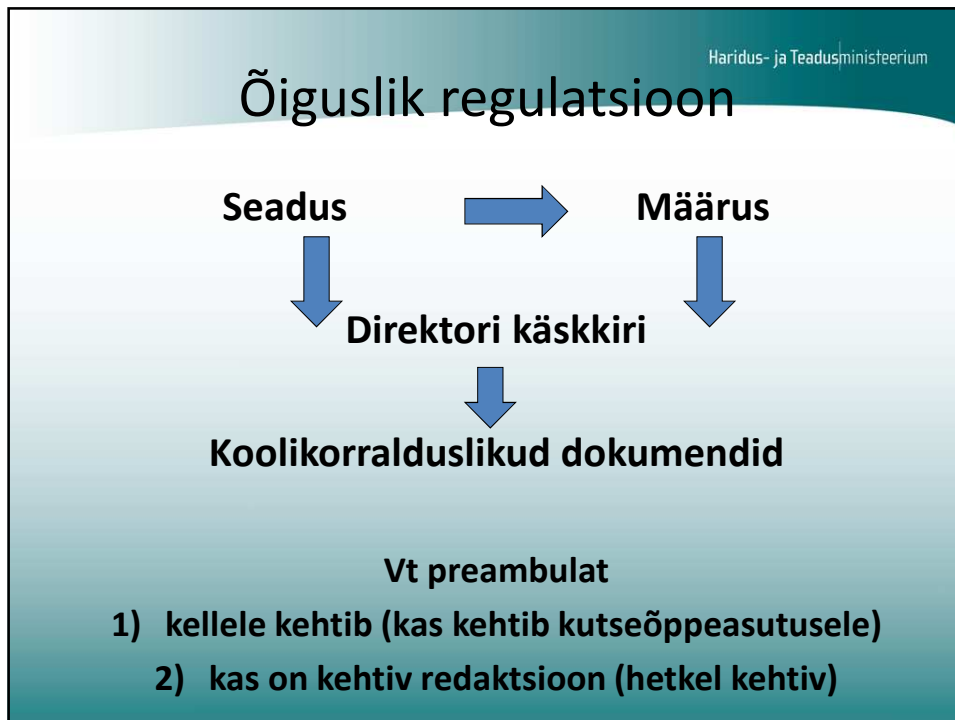 Haridus- ja Teadusministeerium
Õiguslik regulatsioon
Seadus Määrus
Direktori käskkiri
Koolikorralduslikud dokumendid
Vt preambulat
1) kellele kehtib (kas kehtib kutseõppeasutusele)
2) kas on kehtiv redaktsioon (hetkel kehtiv)